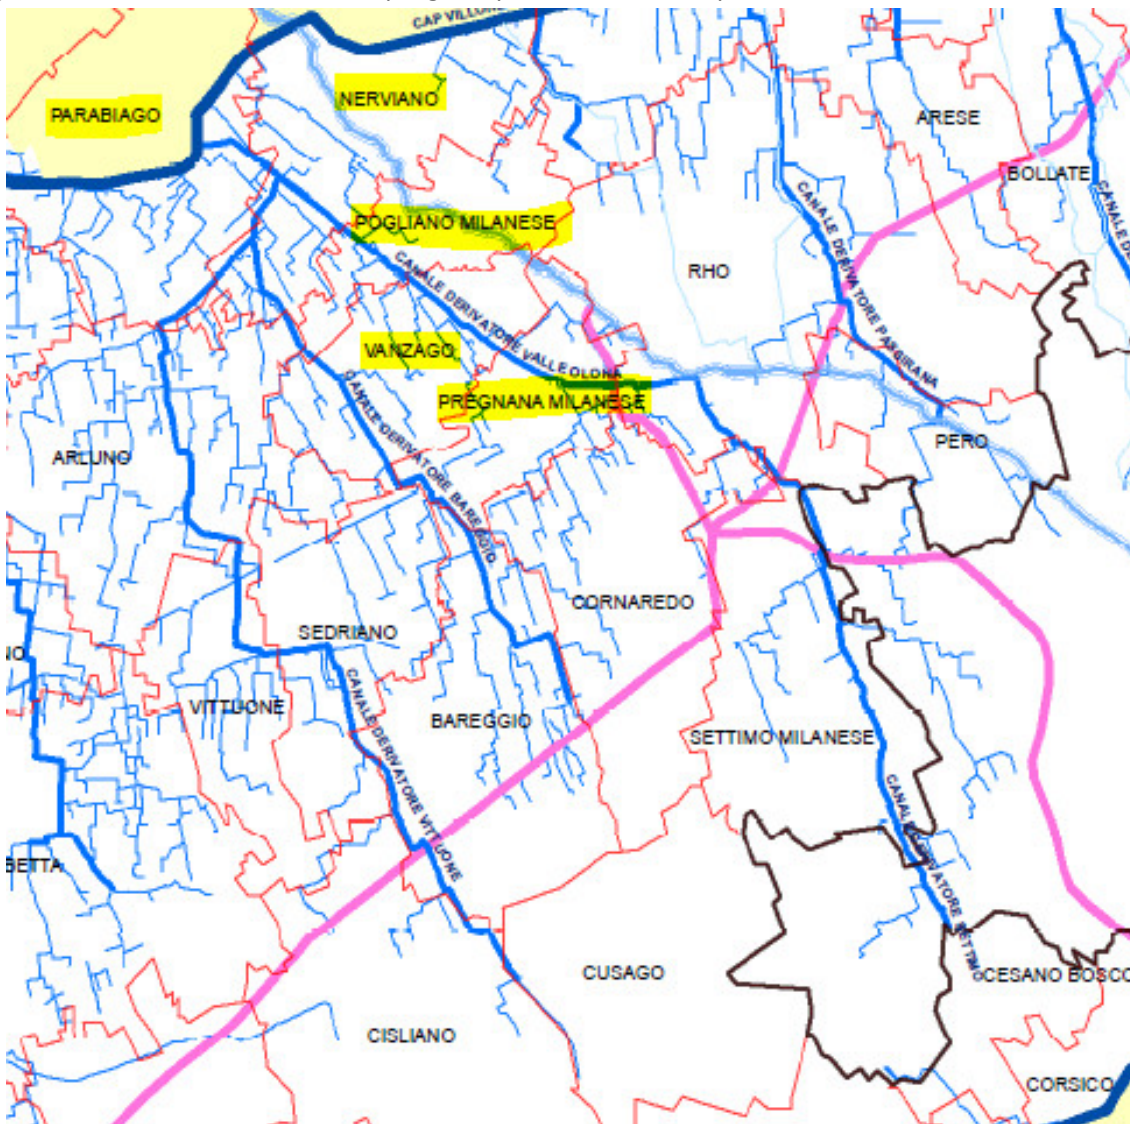 CAP VILLORE
NERVIANO
PARABIAGO
ARESE
BOLLATE
POGLIANO MILANESE
CANALE DERIVATORE PASSIRANA
RHO
CANALE DERIVATORE VALLE OLONA
VANZAGO
PREGNANA MILANESE
CANALE DERIVATORE BAREGGIO
PERO
ARLUNO
CORNAREDO
SEDRIANO
VITTUONE
BAREGGIO
SETTIMO MILANESE
CANALE DERIVATORE VITTUONE
CANALE DERIVATORE SETTIMO
BETTA
CUSAGO
CESANO BOSCO
CISLIANO
CORSICO